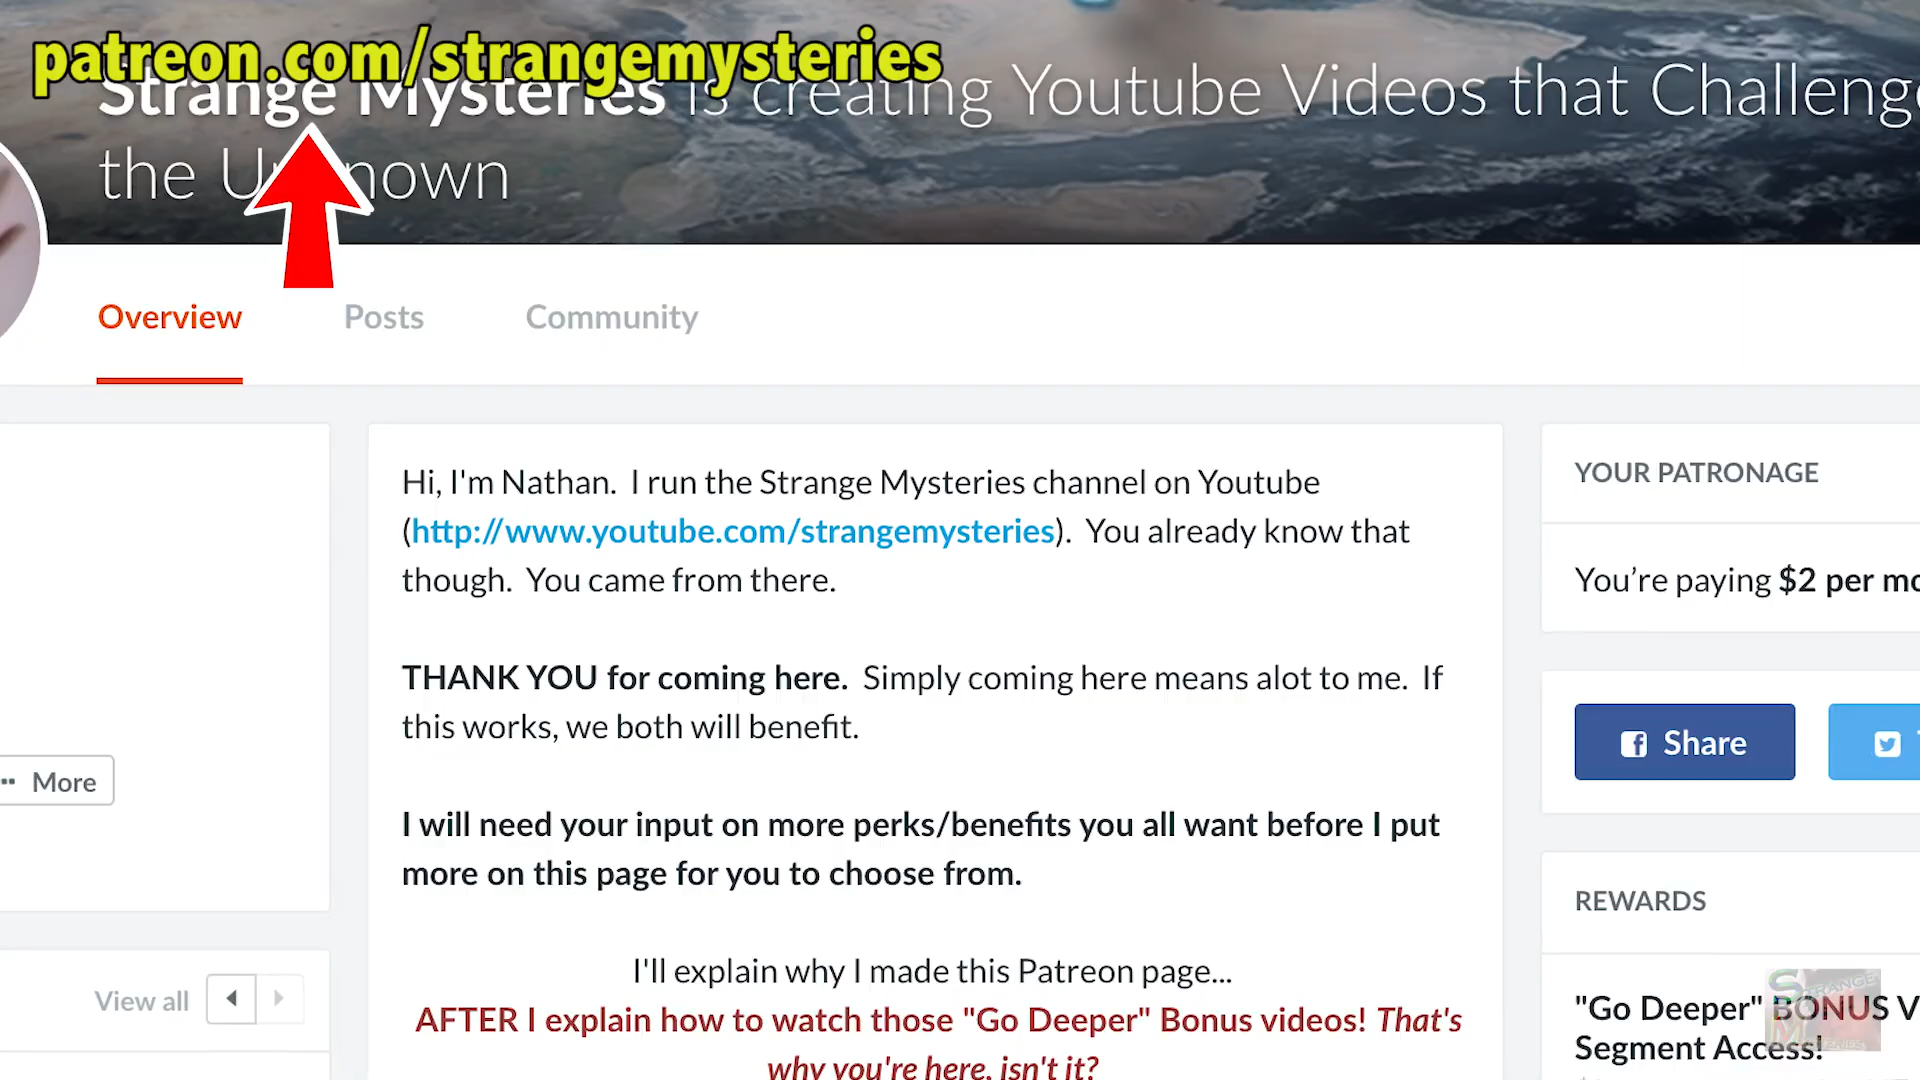 patreon.com/strangemysteries
Strange Mysteries is creating Youtube Videos that Challenge
the Unknown
Overview
Posts
Community
Hi, I'm Nathan. I run the Strange Mysteries channel on Youtube
(http://www.youtube.com/strangemysteries). You already know that
though. You came from there.
THANK YOU for coming here. Simply coming here means alot to me. If
this works, we both will benefit.
I will need your input on more perks/benefits you all want before I put
more on this page for you to choose from.
I'll explain why I made this Patreon page...
AFTER I explain how to watch those "Go Deeper" Bonus videos! That's
why you're here, isn't it?
More
View all
YOUR PATRONAGE
You're paying $2 per mo
Share
REWARDS
"Go Deeper" BONUS V
Segment Access!
STRANGE